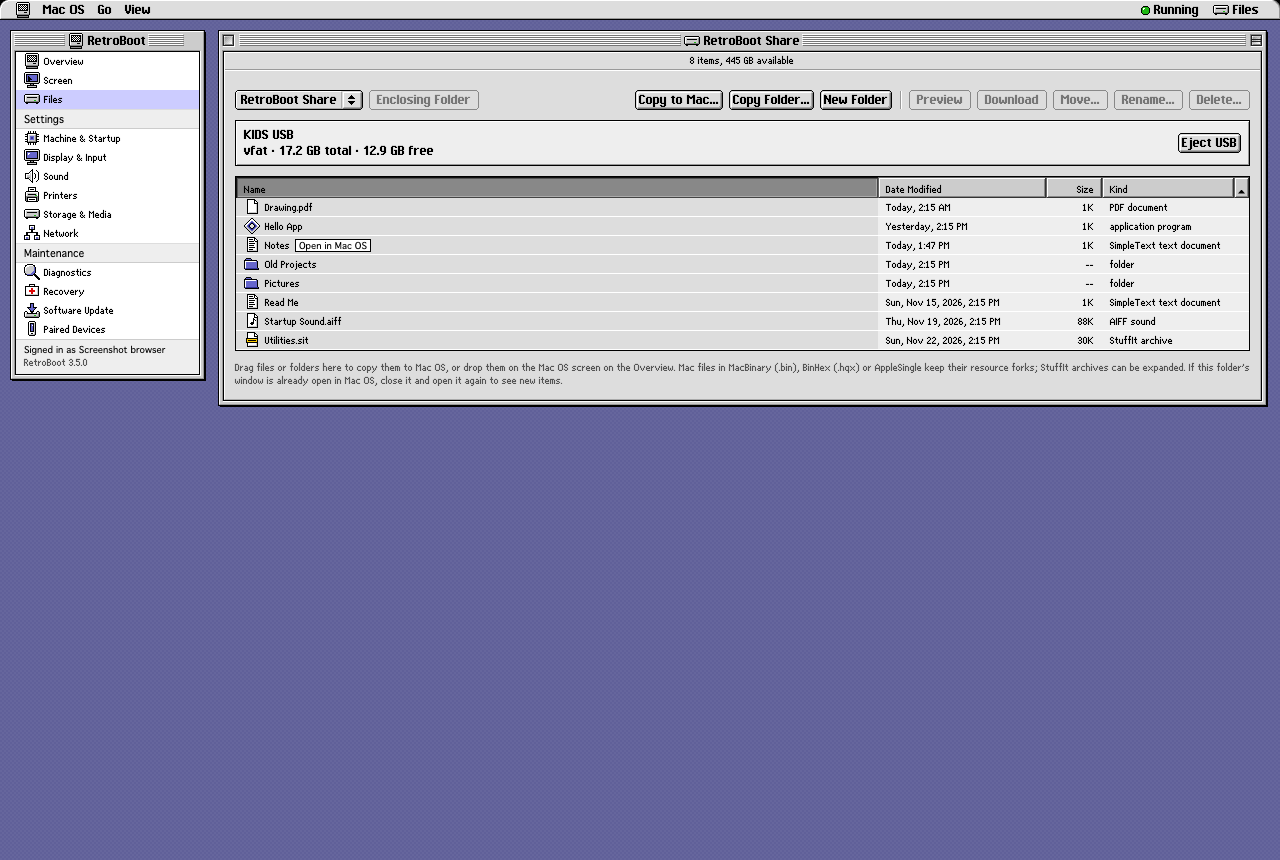 Mac OS Go View Running Files
RetroBoot
Overview
Screen
Files
Settings
Machine & Startup
Display & Input
Sound
Printers
Storage & Media
Network
Maintenance
Diagnostics
Recovery
Software Update
Paired Devices
Signed in as Screenshot browser
RetroBoot 3.5.0
RetroBoot Share
8 items, 445 GB available
RetroBoot Share Enclosing Folder Copy to Mac... Copy Folder... New Folder Preview Download Move... Rename... Delete...
KIDS USB
vfat · 17.2 GB total · 12.9 GB free
Eject USB
Name Date Modified Size Kind
Drawing.pdf Today, 2:15 AM 1K PDF document
Hello App Yesterday, 2:15 PM 1K application program
Notes Open in Mac OS Today, 1:47 PM 1K SimpleText text document
Old Projects Today, 2:15 PM -- folder
Pictures Today, 2:15 PM -- folder
Read Me Sun, Nov 15, 2026, 2:15 PM 1K SimpleText text document
Startup Sound.aiff Thu, Nov 19, 2026, 2:15 PM 88K AIFF sound
Utilities.sit Sun, Nov 22, 2026, 2:15 PM 30K StuffIt archive
Drag files or folders here to copy them to Mac OS, or drop them on the Mac OS screen on the Overview. Mac files in MacBinary (.bin), BinHex (.hqx) or AppleSingle keep their resource forks; StuffIt archives can be expanded. If this folder's
window is already open in Mac OS, close it and open it again to see new items.